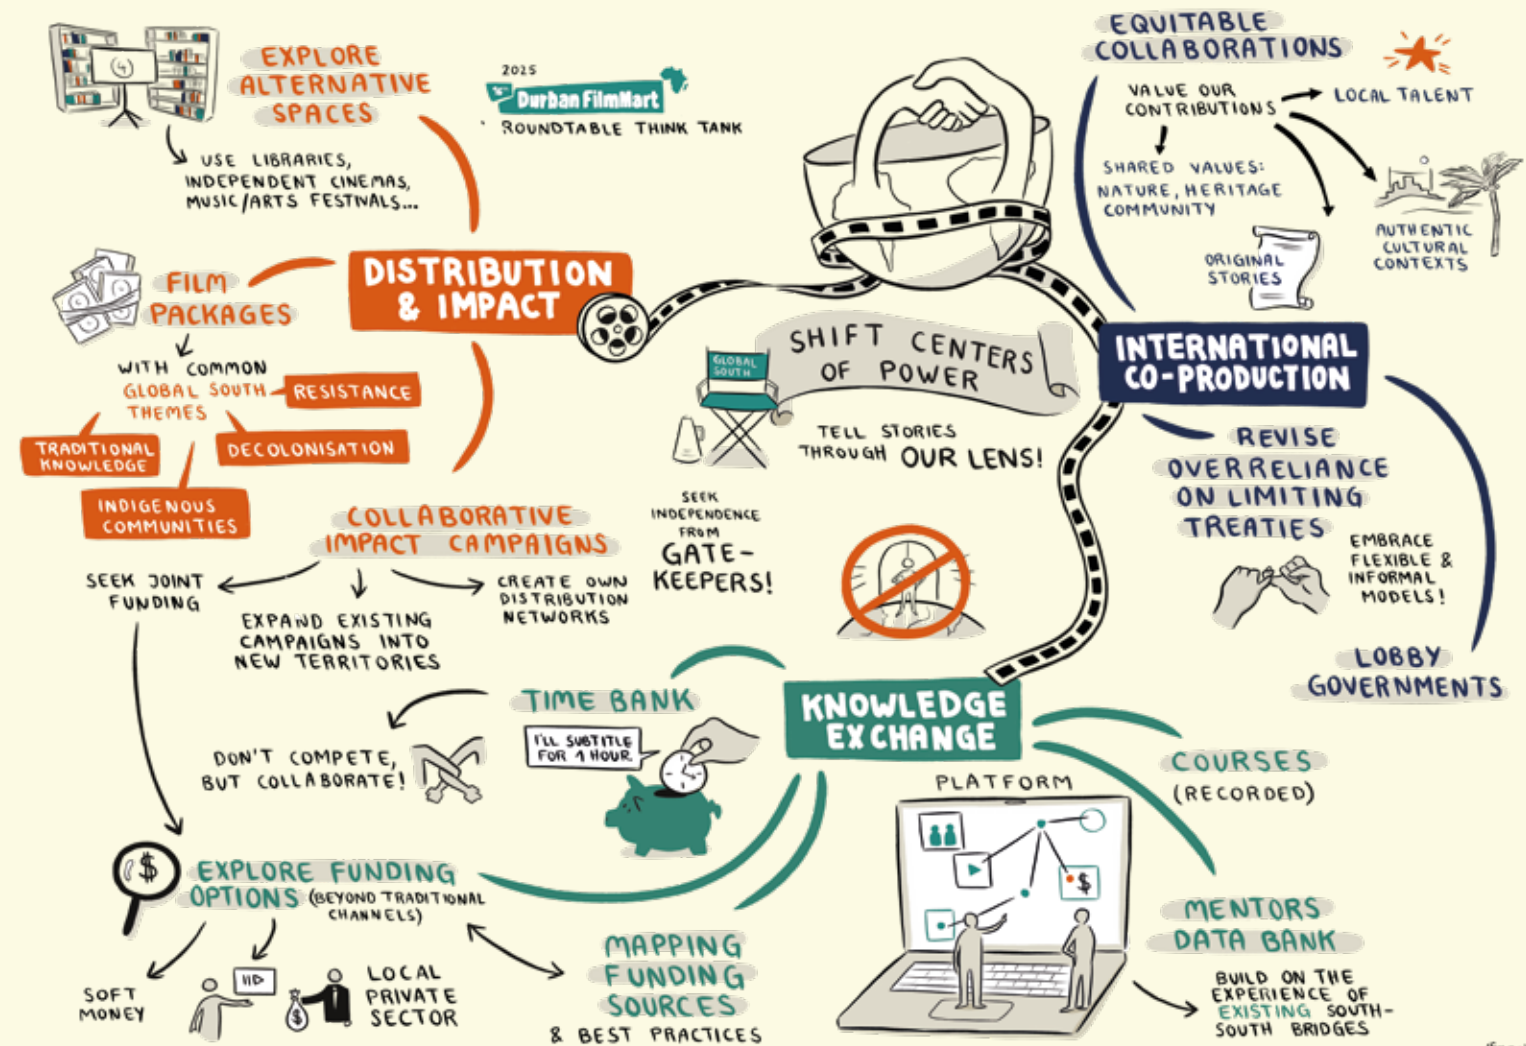 EXPLORE
ALTERNATIVE
SPACES
USE LIBRARIES,
INDEPENDENT CINEMAS,
MUSIC/ARTS FESTIVALS...
2025
Durban FilmMart
ROUNDTABLE THINK TANK
EQUITABLE
COLLABORATIONS
VALUE OUR
CONTRIBUTIONS
LOCAL TALENT
SHARED VALUES:
NATURE, HERITAGE
COMMUNITY
ORIGINAL
STORIES
AUTHENTIC
CULTURAL
CONTEXTS
DISTRIBUTION
& IMPACT
FILM
PACKAGES
WITH COMMON
GLOBAL SOUTH
THEMES
RESISTANCE
TRADITIONAL
KNOWLEDGE
DECOLONISATION
INDIGENOUS
COMMUNITIES
COLLABORATIVE
IMPACT CAMPAIGNS
SEEK JOINT
FUNDING
EXPAND EXISTING
CAMPAIGNS INTO
NEW TERRITORIES
CREATE OWN
DISTRIBUTION
NETWORKS
SHIFT CENTERS
OF POWER
GLOBAL
SOUTH
TELL STORIES
THROUGH OUR LENS!
SEEK
INDEPENDENCE
FROM
GATE-
KEEPERS!
INTERNATIONAL
CO-PRODUCTION
REVISE
OVERRELIANCE
ON LIMITING
TREATIES
EMBRACE
FLEXIBLE &
INFORMAL
MODELS!
LOBBY
GOVERNMENTS
KNOWLEDGE
EXCHANGE
TIME BANK
I'LL SUBTITLE
FOR 1 HOUR
DON'T COMPETE,
BUT COLLABORATE!
EXPLORE FUNDING
OPTIONS (BEYOND TRADITIONAL
CHANNELS)
$
SOFT
MONEY
$
LOCAL
PRIVATE
SECTOR
MAPPING
FUNDING
SOURCES
& BEST PRACTICES
PLATFORM
$
COURSES
(RECORDED)
MENTORS
DATA BANK
BUILD ON THE
EXPERIENCE OF
EXISTING SOUTH-
SOUTH BRIDGES